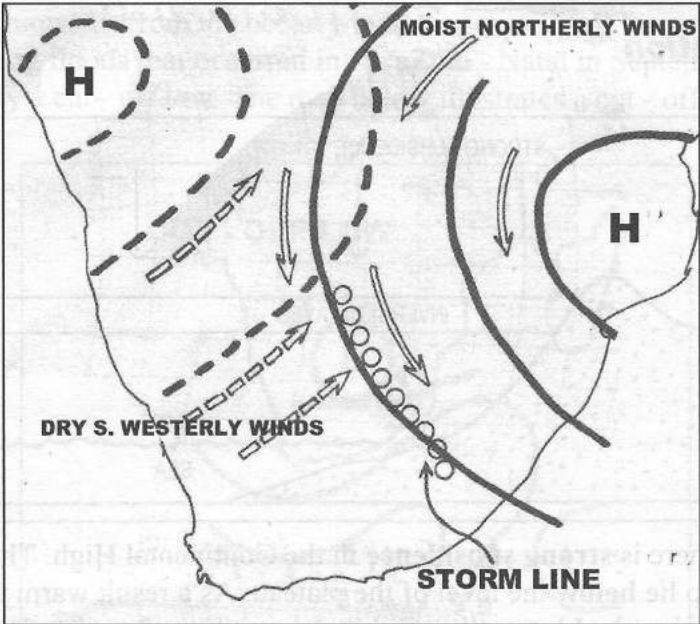 MOIST NORTHERLY WINDS
H
H
DRY S. WESTERLY WINDS
STORM LINE